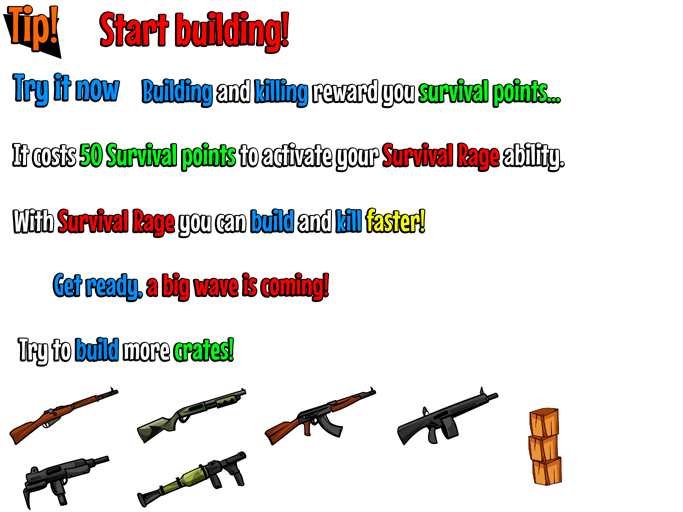 Tip! Start building!
Try it now Building and killing reward you survival points...
It costs 50 Survival points to activate your Survival Rage ability.
With Survival Rage you can build and kill faster!
Get ready, a big wave is coming!
Try to build more crates!